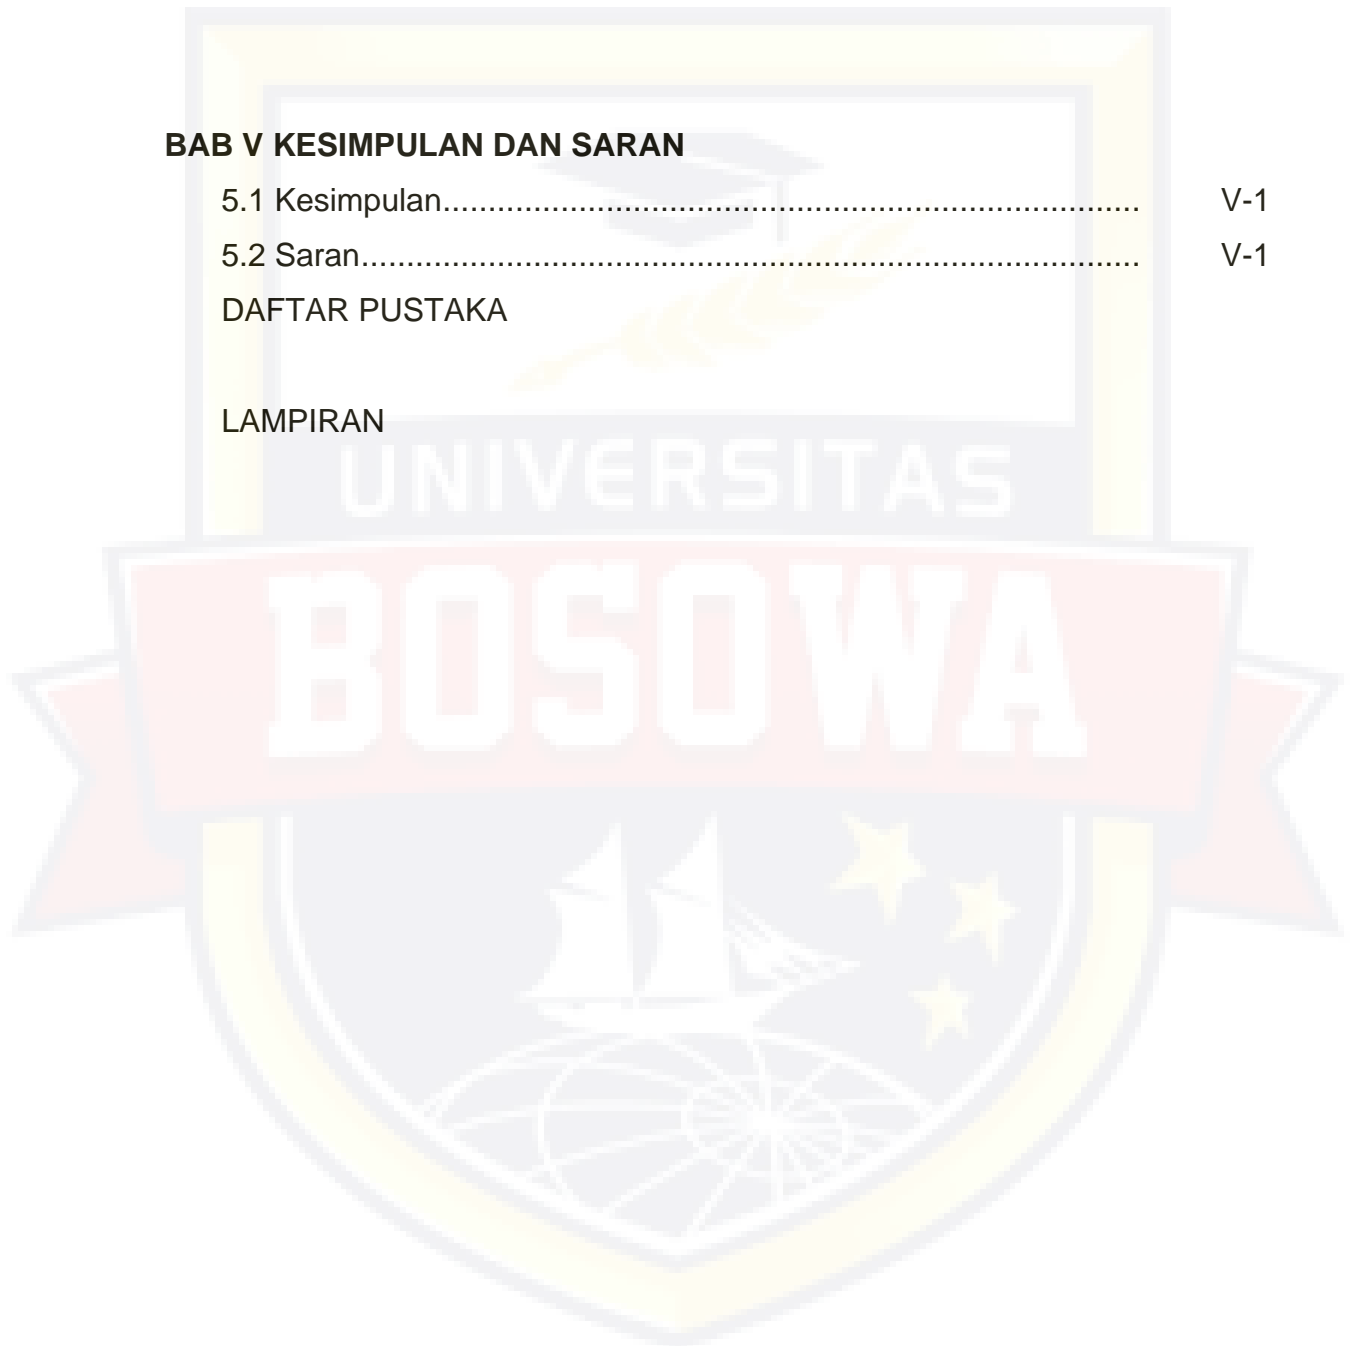 BAB V KESIMPULAN DAN SARAN
5.1 Kesimpulan............................................................................ V-1
5.2 Saran..................................................................................... V-1
DAFTAR PUSTAKA
LAMPIRAN
UNIVERSITAS
BOSOWA